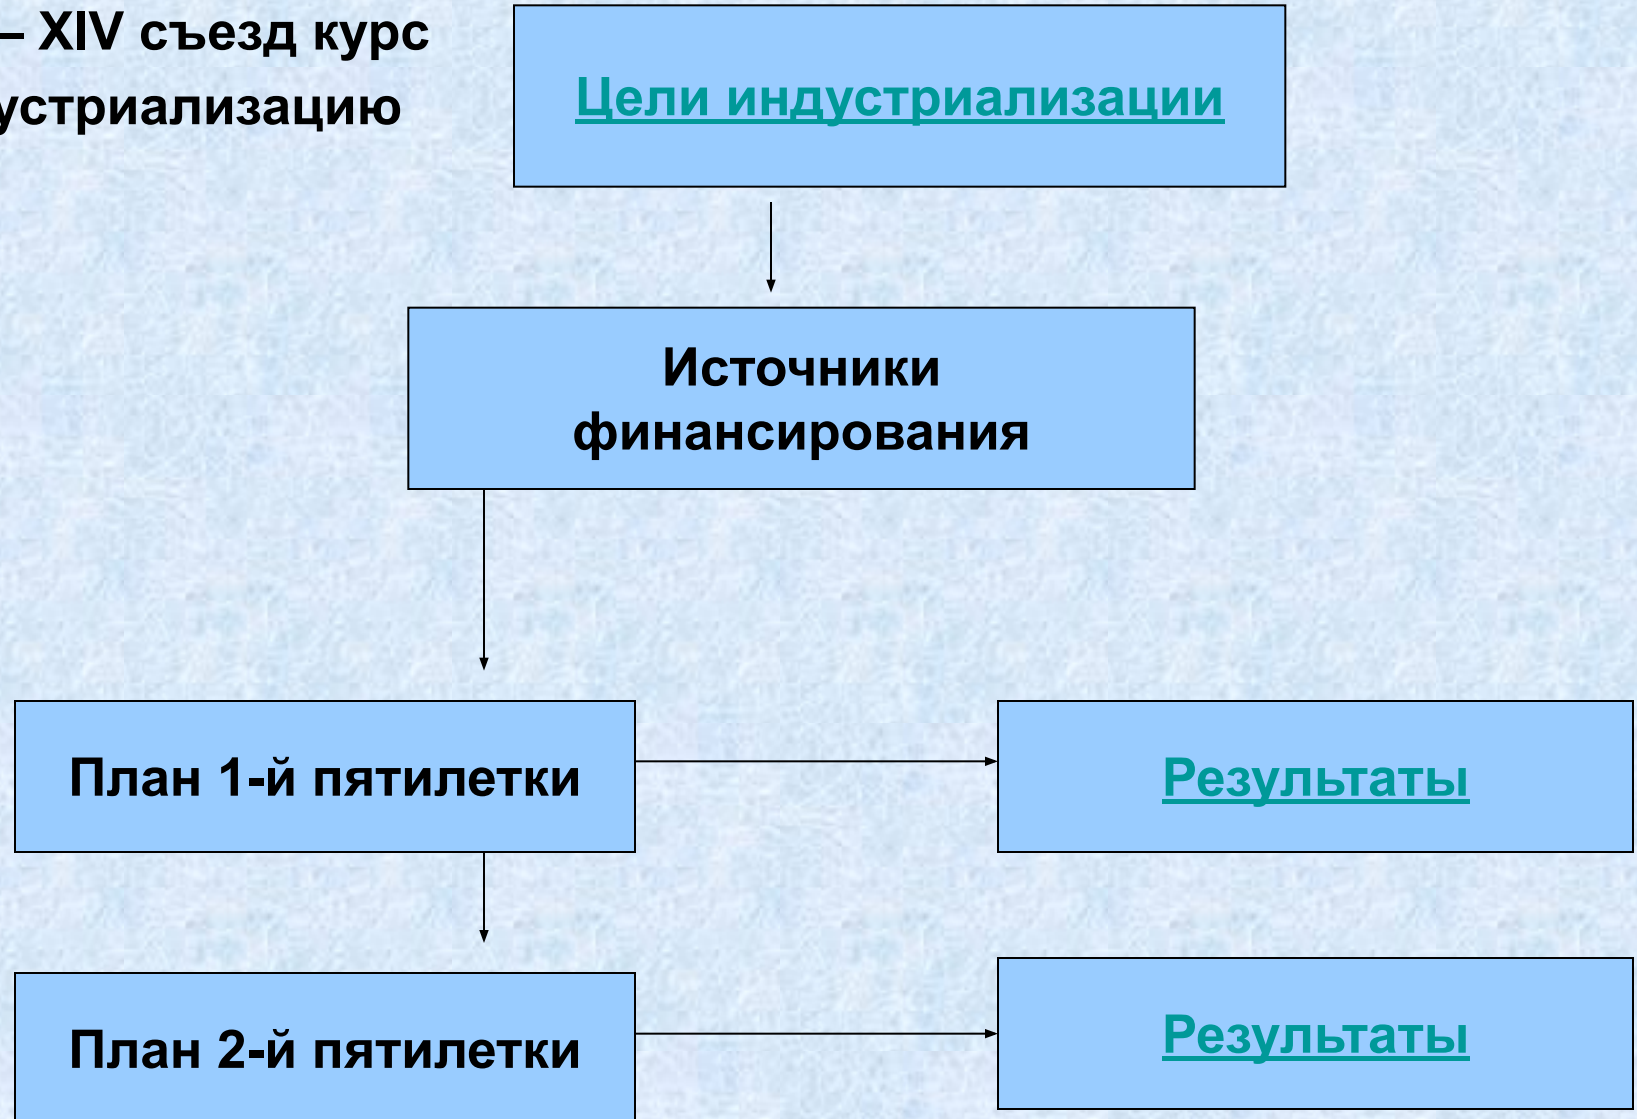 – XIV съезд курс
устриализацию
Цели индустриализации
Источники
финансирования
План 1-й пятилетки
Результаты
План 2-й пятилетки
Результаты